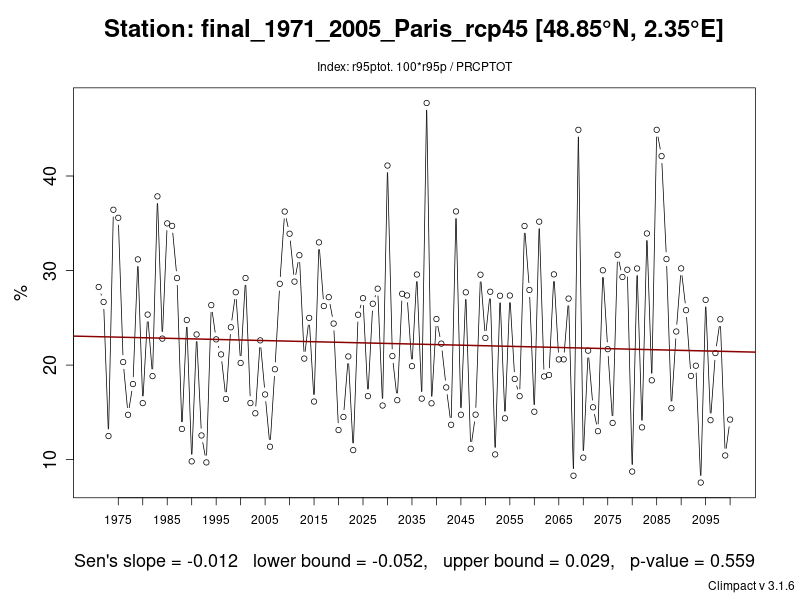 Station: final_1971_2005_Paris_rcp45 [48.85°N, 2.35°E]
Index: r95ptot. 100*r95p / PRCPTOT
%
40
30
20
10
1975 1985 1995 2005 2015 2025 2035 2045 2055 2065 2075 2085 2095
Sen's slope = -0.012 lower bound = -0.052, upper bound = 0.029, p-value = 0.559
Climpact v 3.1.6